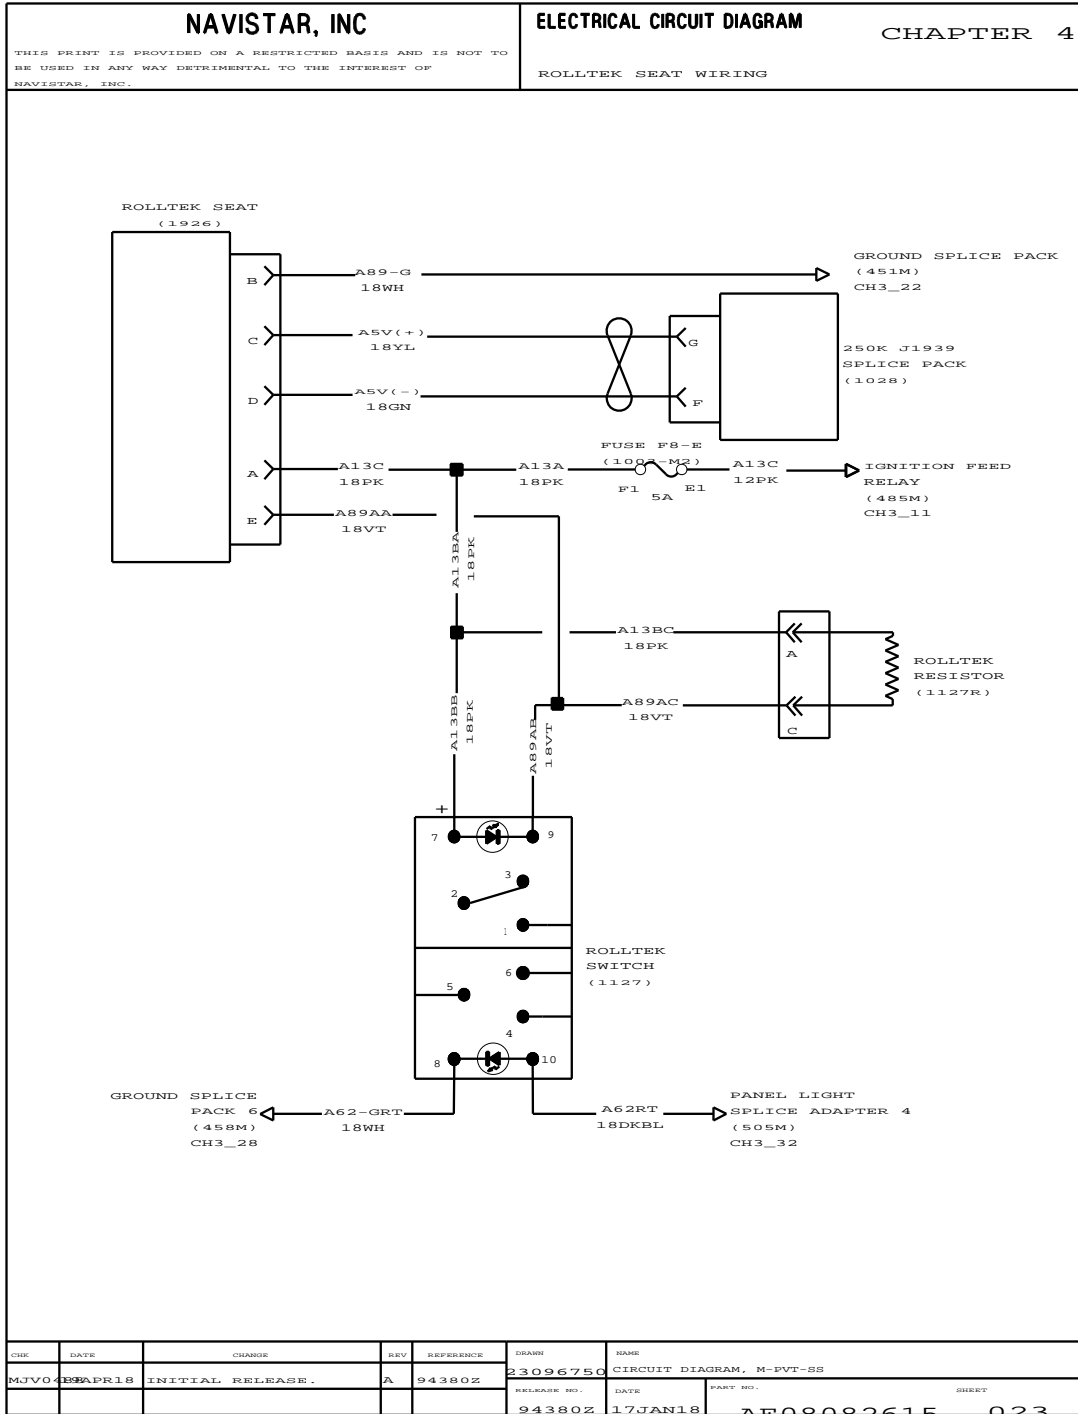 NAVISTAR, INC
THIS PRINT IS PROVIDED ON A RESTRICTED BASIS AND IS NOT TO
BE USED IN ANY WAY DETRIMENTAL TO THE INTEREST OF
NAVISTAR, INC.
ELECTRICAL CIRCUIT DIAGRAM
ROLLTEK SEAT WIRING
CHAPTER 4
ROLLTEK SEAT
(1926)
B
A89-G
18WH
GROUND SPLICE PACK
(451M)
CH3_22
C
A5V(+)
18YL
G
250K J1939
SPLICE PACK
(1028)
D
A5V(-)
18GN
F
FUSE F8-E
(1003-M2)
A
A13C
18PK
A13A
18PK
F1
5A
E1
A13C
12PK
IGNITION FEED
RELAY
(485M)
CH3_11
E
A89AA
18VT
A13BA
18PK
A13BC
18PK
A
ROLLTEK
RESISTOR
(1127R)
A89AC
18VT
C
A13BB
18PK
A89AB
18VT
+
7
9
3
2
1
ROLLTEK
SWITCH
(1127)
6
5
4
8
10
GROUND SPLICE
PACK 6
(458M)
CH3_28
A62-GRT
18WH
A62RT
18DKBL
PANEL LIGHT
SPLICE ADAPTER 4
(505M)
CH3_32
CHK
DATE
CHANGE
REV
REFERENCE
DRAWN
NAME
APR18
INITIAL RELEASE.
A
94380Z
23096750
CIRCUIT DIAGRAM, M-PVT-SS
RELEASE NO.
DATE
PART NO.
SHEET
94380Z
17JAN18
AF08082615
023